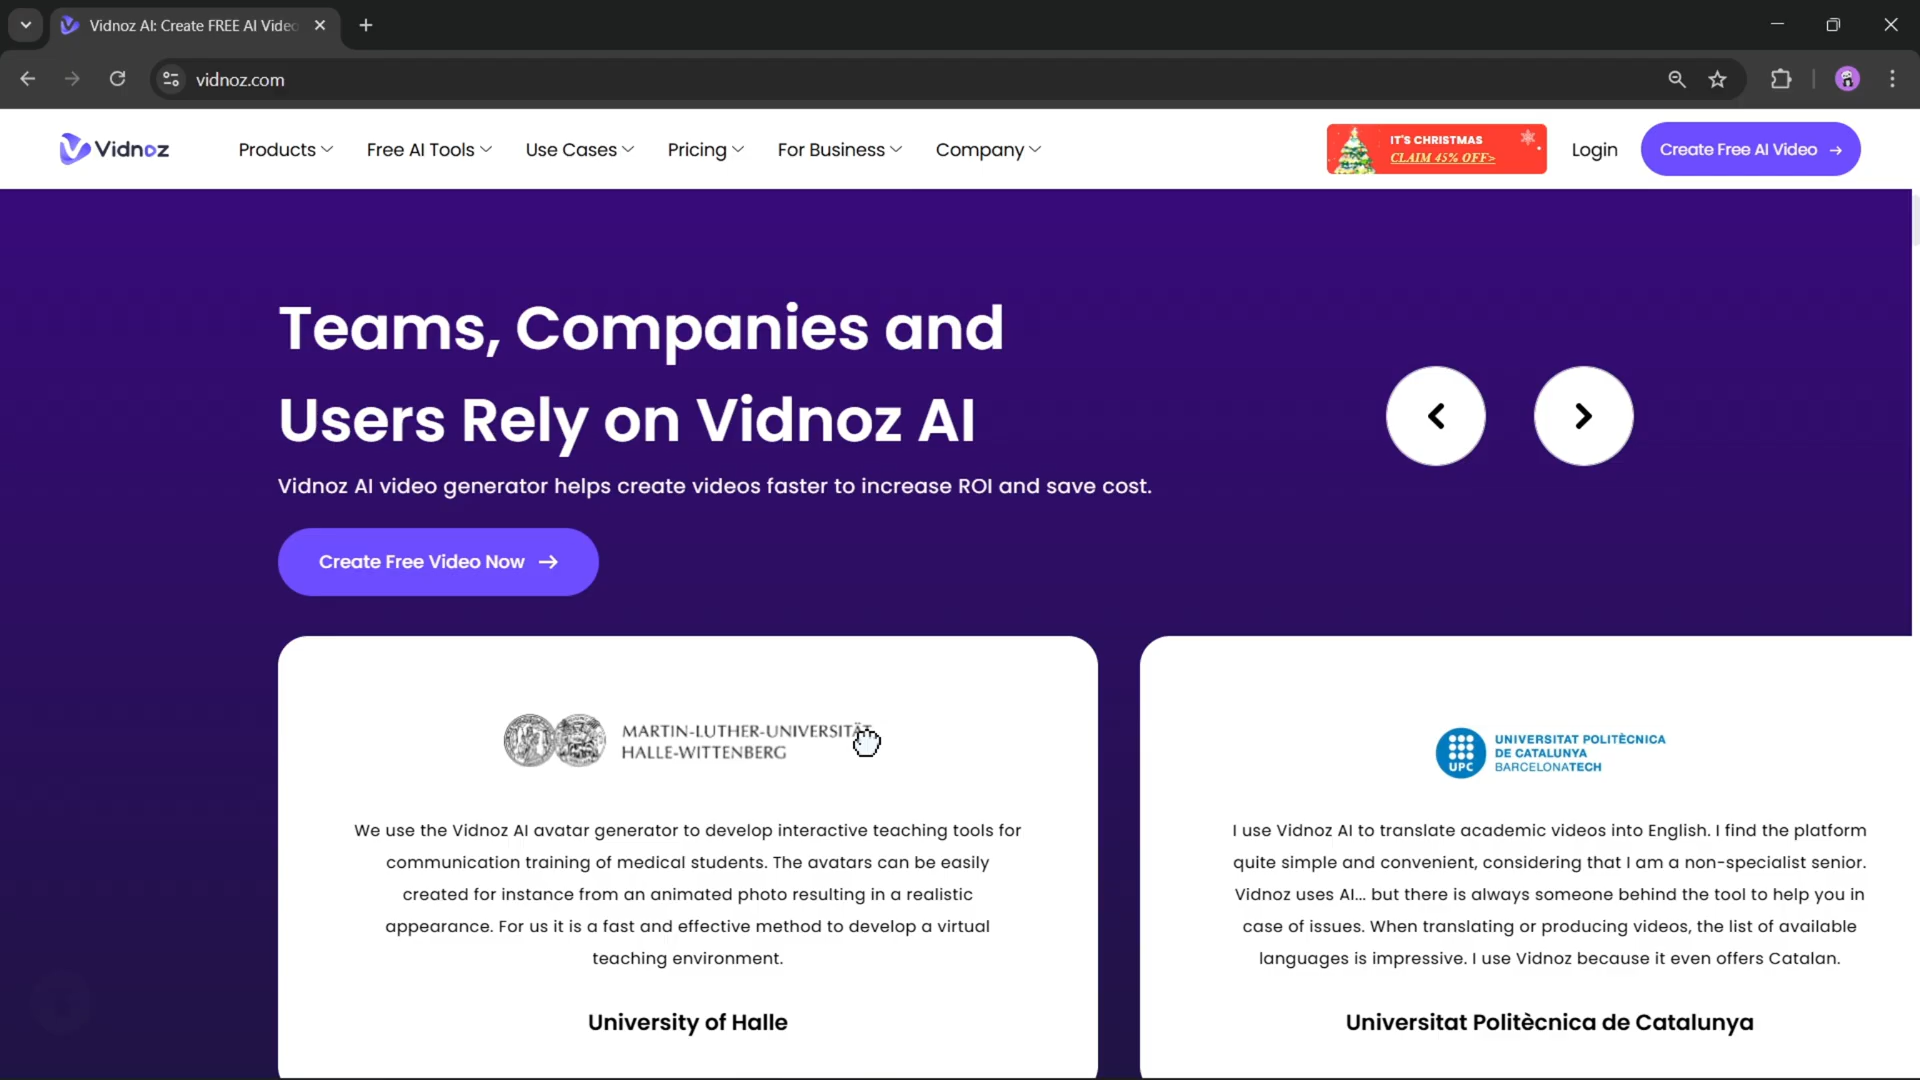 Vidnoz AI: Create FREE AI Video
vidnoz.com
Vidnoz
Products
Free AI Tools
Use Cases
Pricing
For Business
Company
IT'S CHRISTMAS
CLAIM 45% OFF>
Login
Create Free AI Video →
Teams, Companies and
Users Rely on Vidnoz AI
Vidnoz AI video generator helps create videos faster to increase ROI and save cost.
Create Free Video Now →
MARTIN-LUTHER-UNIVERSITÄT
HALLE-WITTENBERG
We use the Vidnoz AI avatar generator to develop interactive teaching tools for
communication training of medical students. The avatars can be easily
created for instance from an animated photo resulting in a realistic
appearance. For us it is a fast and effective method to develop a virtual
teaching environment.
University of Halle
UPC
UNIVERSITAT POLITÈCNICA
DE CATALUNYA
BARCELONATECH
I use Vidnoz AI to translate academic videos into English. I find the platform
quite simple and convenient, considering that I am a non-specialist senior.
Vidnoz uses AI... but there is always someone behind the tool to help you in
case of issues. When translating or producing videos, the list of available
languages is impressive. I use Vidnoz because it even offers Catalan.
Universitat Politècnica de Catalunya